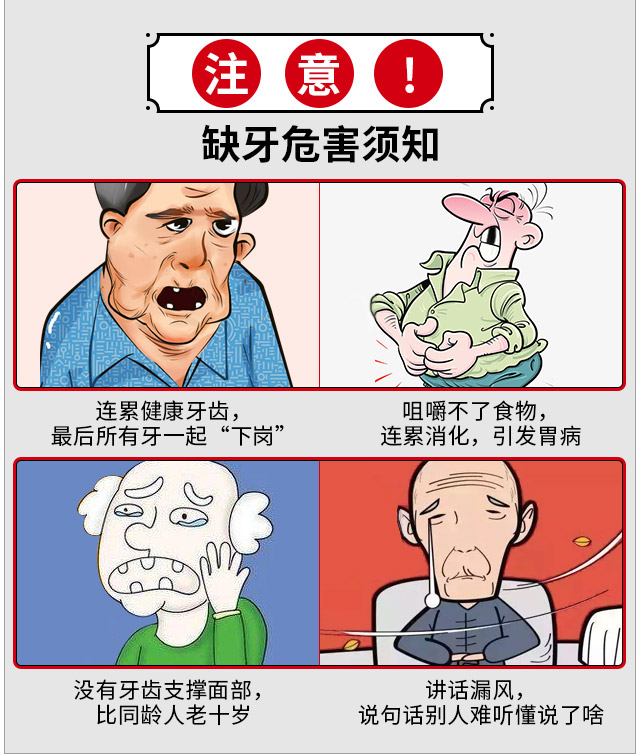 注意!
缺牙危害须知
连累健康牙齿，
最后所有牙一起“下岗”
咀嚼不了食物，
连累消化，引发胃病
没有牙齿支撑面部，
比同龄人老十岁
讲话漏风，
说句话别人难听懂说了啥